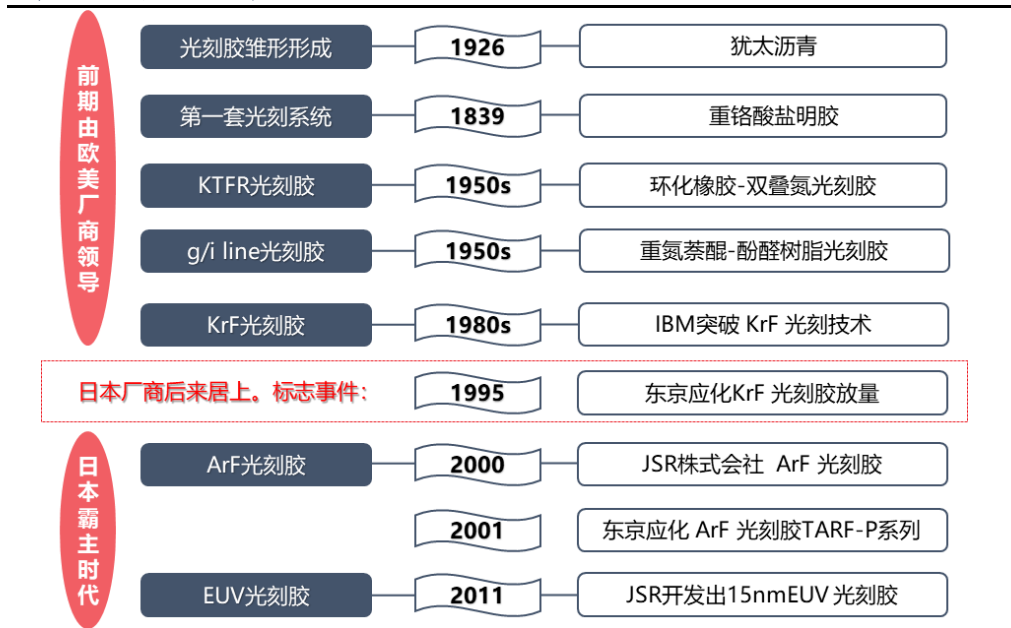 前期由欧美厂商领导
光刻胶雏形形成 1926 犹太沥青
第一套光刻系统 1839 重铬酸盐明胶
KTFR光刻胶 1950s 环化橡胶-双叠氮光刻胶
g/i line光刻胶 1950s 重氮萘醌-酚醛树脂光刻胶
KrF光刻胶 1980s IBM突破 KrF 光刻技术
日本厂商后来居上。标志事件： 1995 东京应化KrF 光刻胶放量
日本霸主时代
ArF光刻胶 2000 JSR株式会社 ArF 光刻胶
2001 东京应化 ArF 光刻胶TARF-P系列
EUV光刻胶 2011 JSR开发出15nmEUV 光刻胶